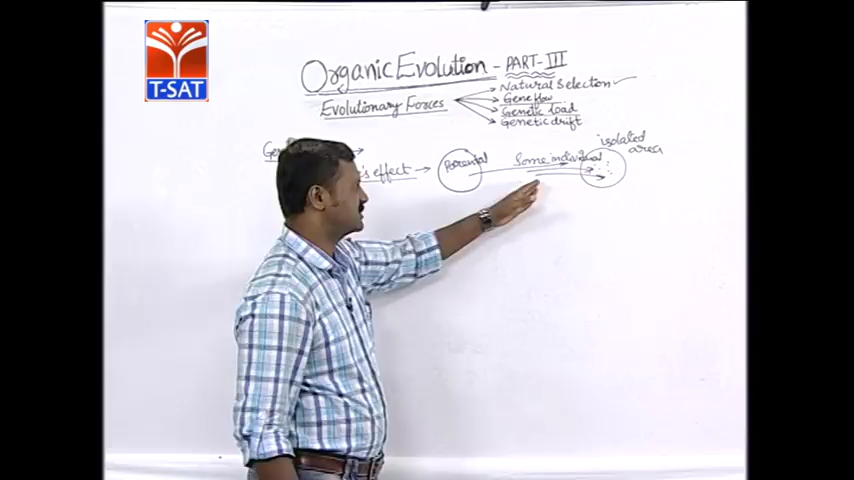 T-SAT
Organic Evolution - PART-III
Evolutionary Forces
Natural Selection
Gene flow
Genetic load
Genetic drift
isolated
area
's effect → Parental Some individual